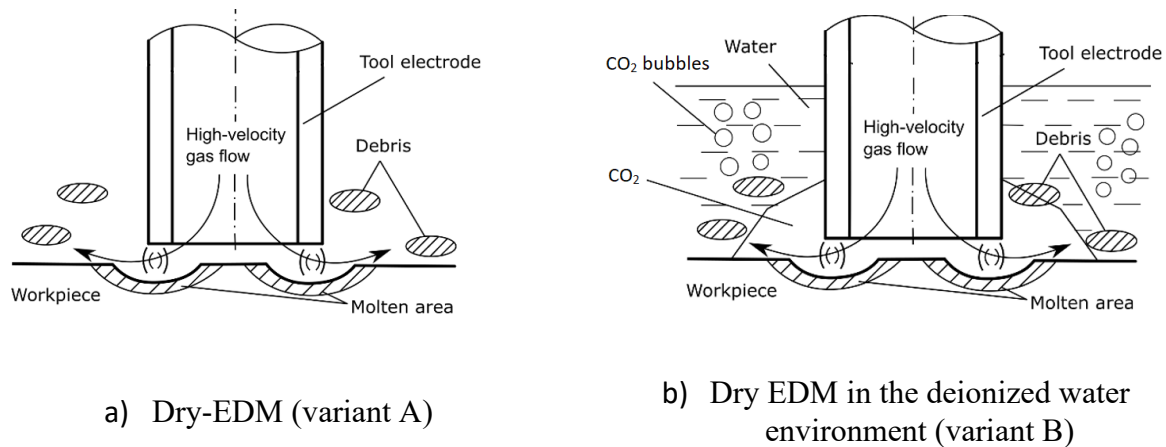 Tool electrode
High-velocity
gas flow
Debris
Workpiece
Molten area
a) Dry-EDM (variant A)
CO₂ bubbles
Water
Tool electrode
High-velocity
gas flow
Debris
CO₂
Workpiece
Molten area
b) Dry EDM in the deionized water
environment (variant B)